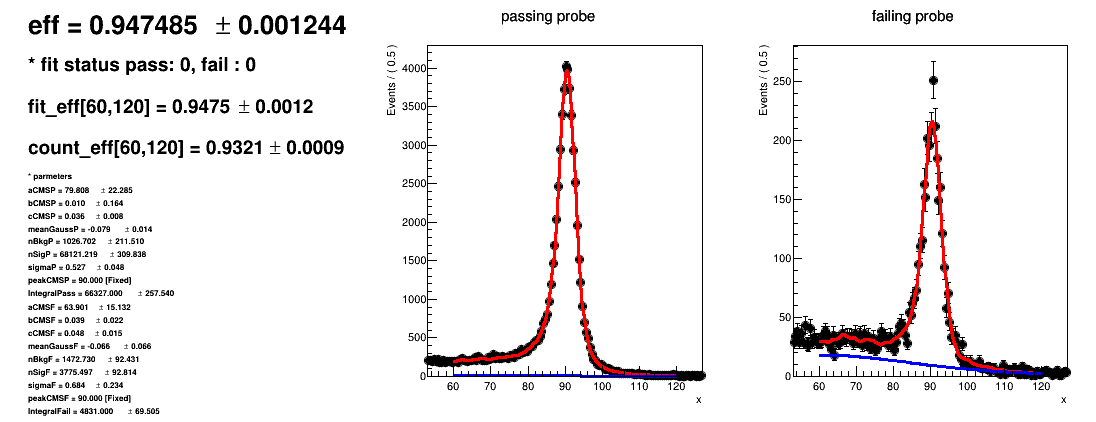 eff = 0.947485 ± 0.001244
* fit status pass: 0, fail : 0
fit_eff[60,120] = 0.9475 ± 0.0012
count_eff[60,120] = 0.9321 ± 0.0009
* parmeters
aCMSP = 79.808 ± 22.285
bCMSP = 0.010 ± 0.164
cCMSP = 0.036 ± 0.008
meanGaussP = -0.079 ± 0.014
nBkgP = 1026.702 ± 211.510
nSigP = 68121.219 ± 309.838
sigmaP = 0.527 ± 0.048
peakCMSP = 90.000 [Fixed]
IntegralPass = 66327.000 ± 257.540
aCMSF = 63.901 ± 15.132
bCMSF = 0.039 ± 0.022
cCMSF = 0.048 ± 0.015
meanGaussF = -0.066 ± 0.066
nBkgF = 1472.730 ± 92.431
nSigF = 3775.497 ± 92.814
sigmaF = 0.684 ± 0.234
peakCMSF = 90.000 [Fixed]
IntegralFail = 4831.000 ± 69.505
passing probe
Events / ( 0.5 )
4000
3500
3000
2500
2000
1500
1000
500
0
60 70 80 90 100 110 120
x
failing probe
Events / ( 0.5 )
250
200
150
100
50
0
60 70 80 90 100 110 120
x